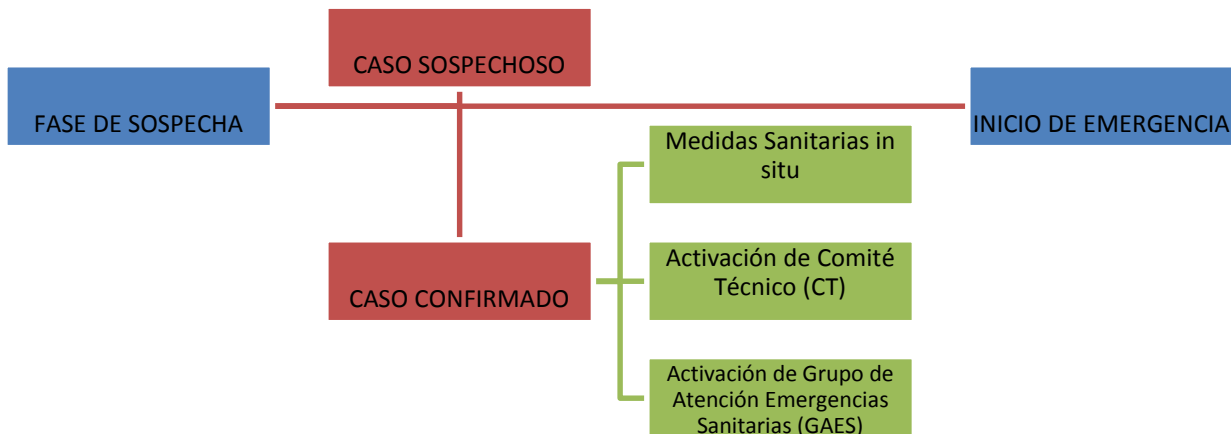 CASO SOSPECHOSO
FASE DE SOSPECHA
INICIO DE EMERGENCIA
Medidas Sanitarias in
situ
Activación de Comité
Técnico (CT)
CASO CONFIRMADO
Activación de Grupo de
Atención Emergencias
Sanitarias (GAES)